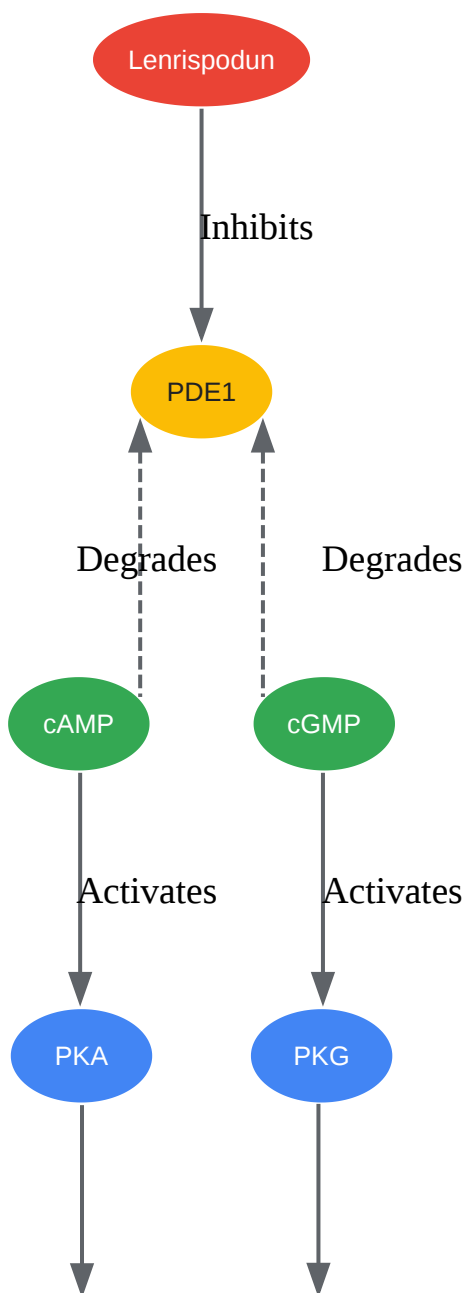 Lenrispodun
Inhibits
PDE1
Degrades
Degrades
cAMP
cGMP
Activates
Activates
PKA
PKG